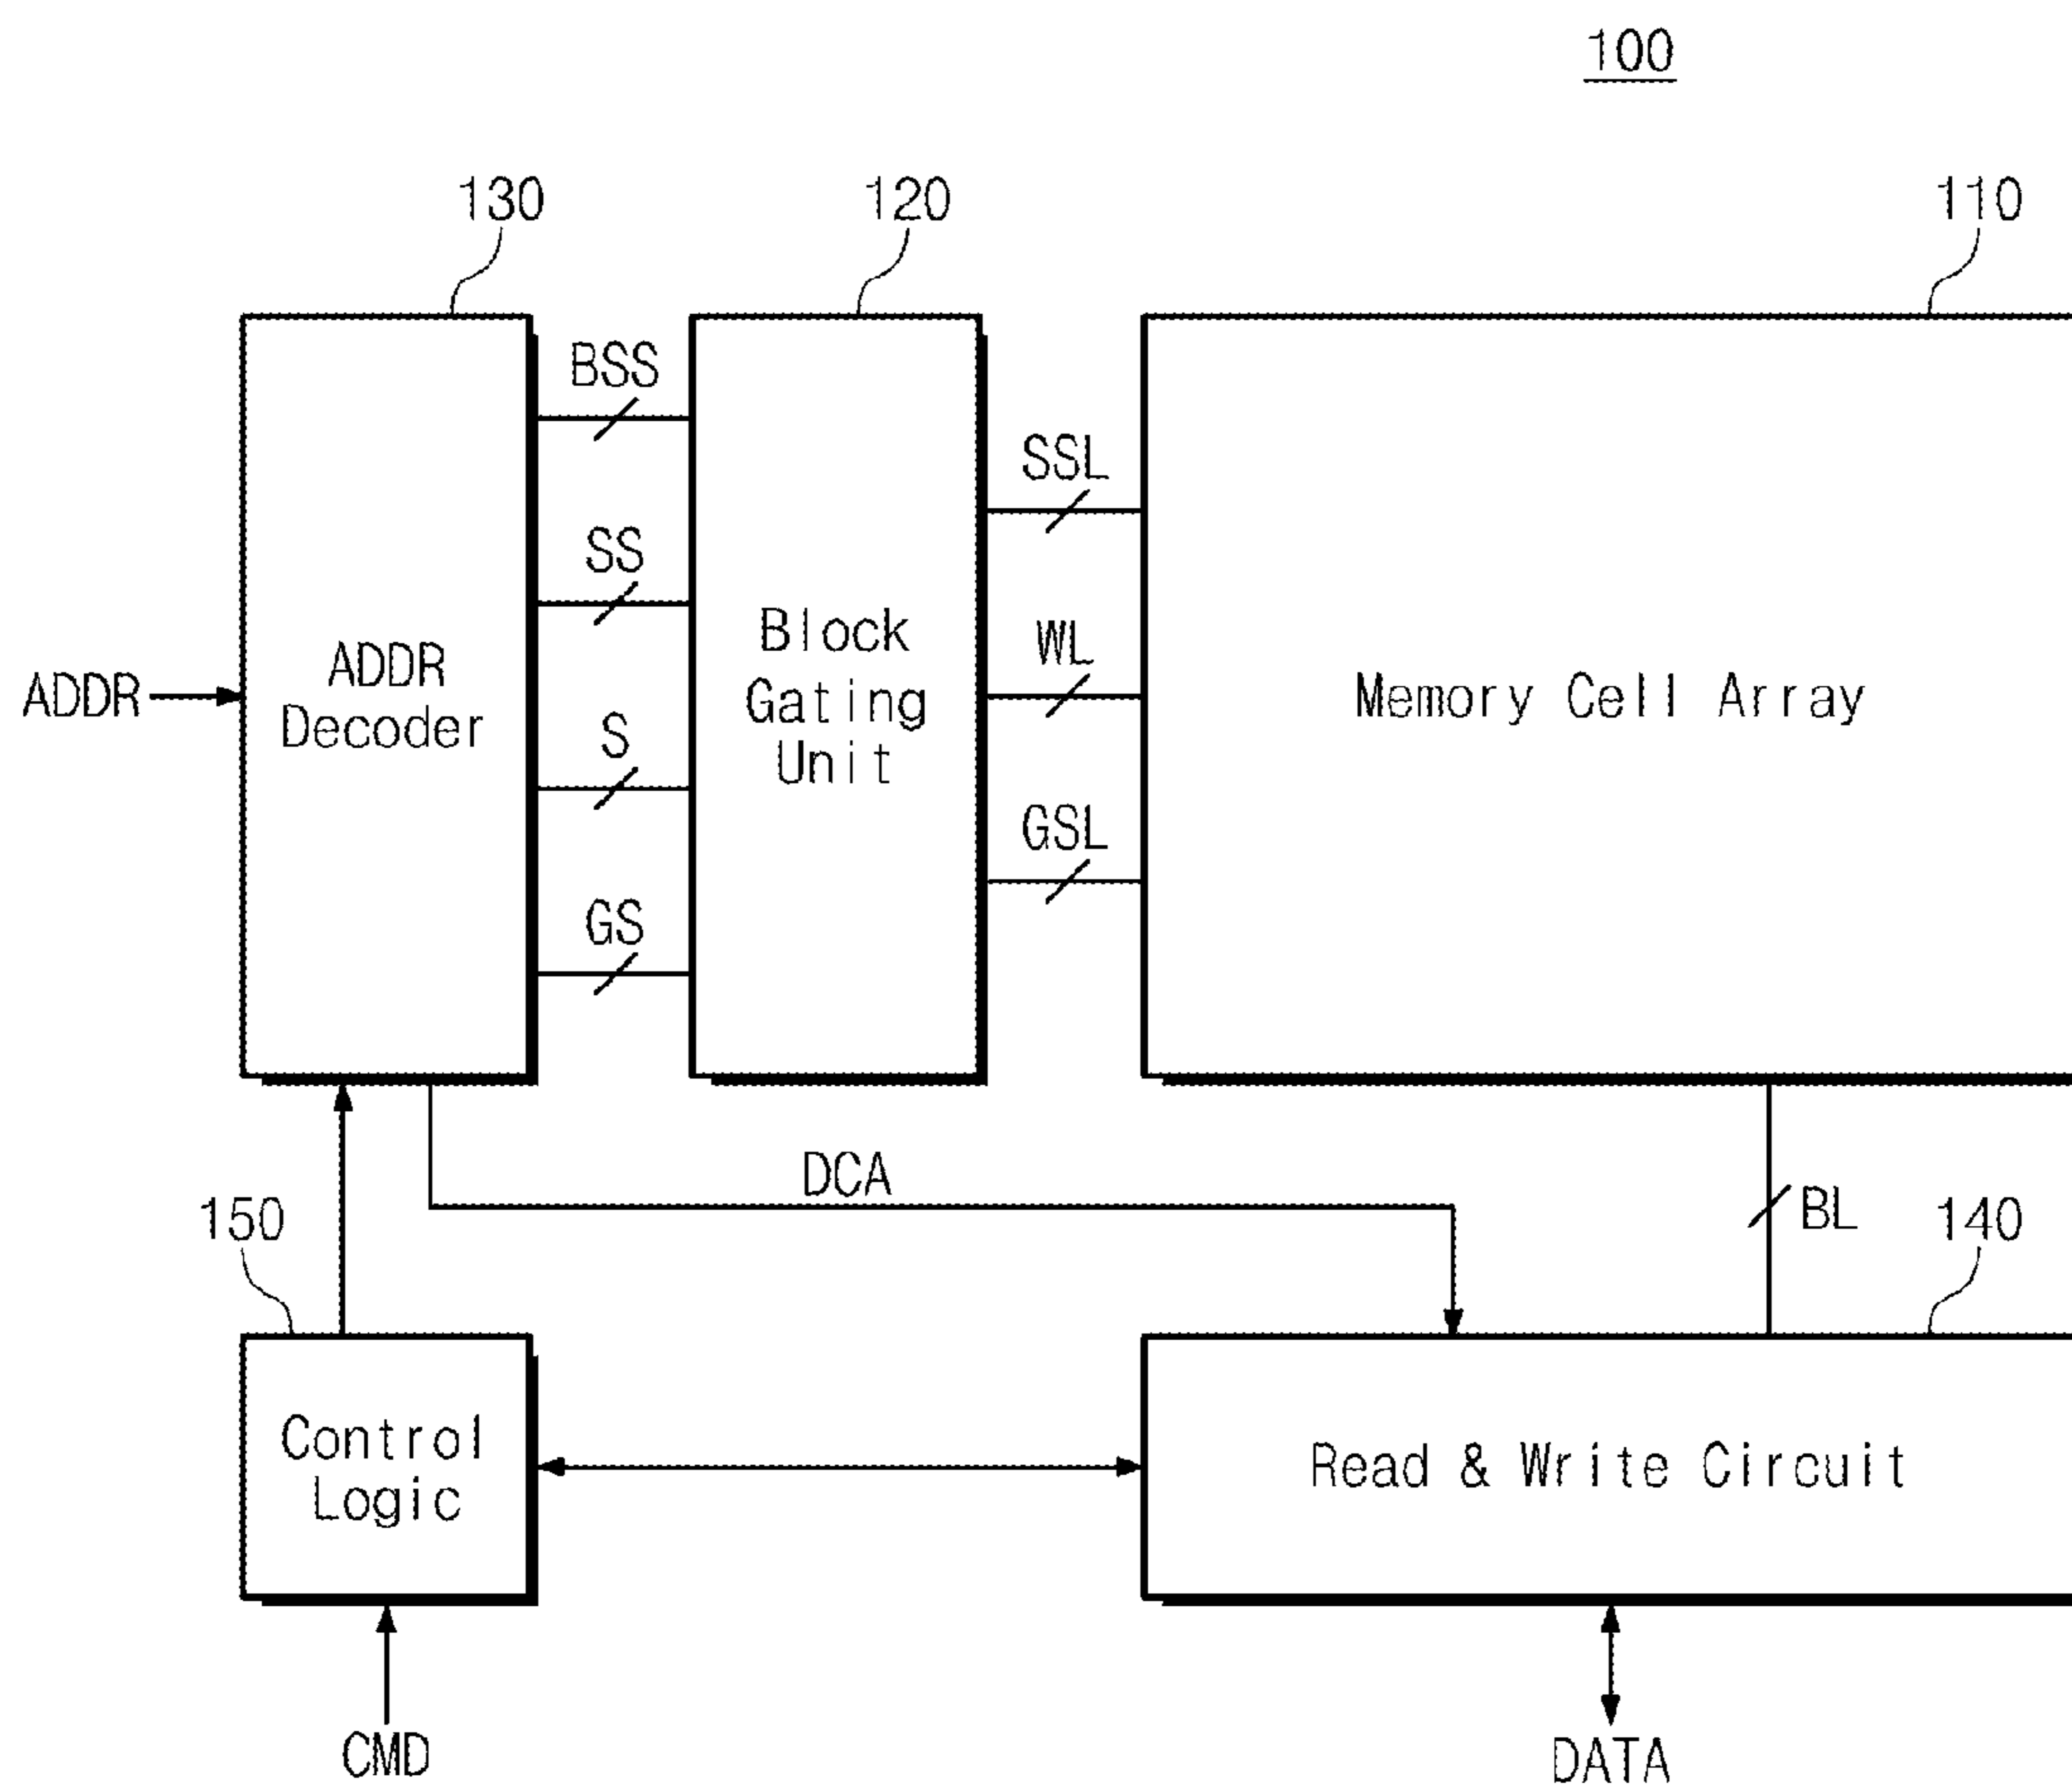 100
130
120
110
BSS
SSL
SS
Block
Gating
Unit
WL
ADDR
ADDR
Decoder
Memory Cell Array
S
GSL
GS
DCA
150
BL
140
Control
Logic
Read & Write Circuit
CMD
DATA